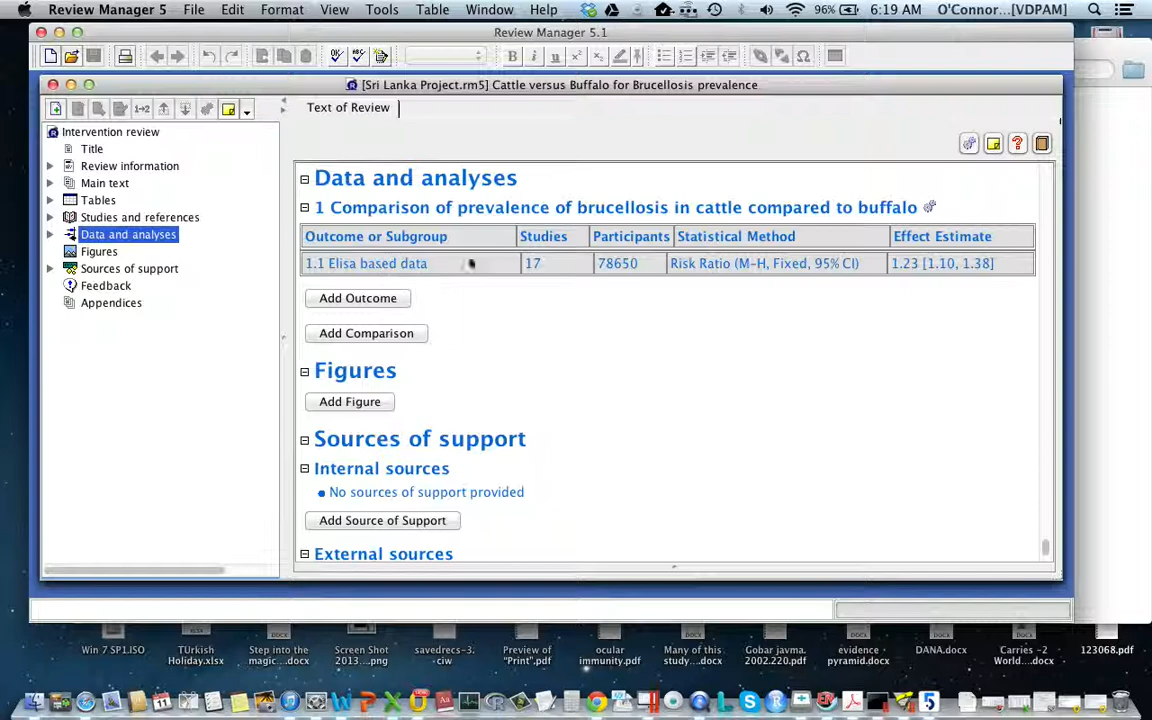 Review Manager 5 File Edit Format View Tools Table Window Help 96% 6:19 AM O'Connor... [VDPAM]
Review Manager 5.1
B i u x² x₂ Ω
[Sri Lanka Project.rm5] Cattle versus Buffalo for Brucellosis prevalence
1→2
Text of Review
Intervention review
Title
Review information
Main text
Tables
Studies and references
Data and analyses
Figures
Sources of support
Feedback
Appendices
Data and analyses
1 Comparison of prevalence of brucellosis in cattle compared to buffalo
Outcome or Subgroup Studies Participants Statistical Method Effect Estimate
1.1 Elisa based data 17 78650 Risk Ratio (M-H, Fixed, 95% CI) 1.23 [1.10, 1.38]
Add Outcome
Add Comparison
Figures
Add Figure
Sources of support
Internal sources
No sources of support provided
Add Source of Support
External sources
Win 7 SP1.ISO TUrkish Step into the Screen Shot savedrecs-3. Preview of ocular Many of this Gobar javma. evidence - DANA.docx Carries -2 123068.pdf
Holiday.xlsx magic...docx 2013...png ciw "Print".pdf immunity.pdf study...docx 2002.220.pdf pyramid.docx World...docx